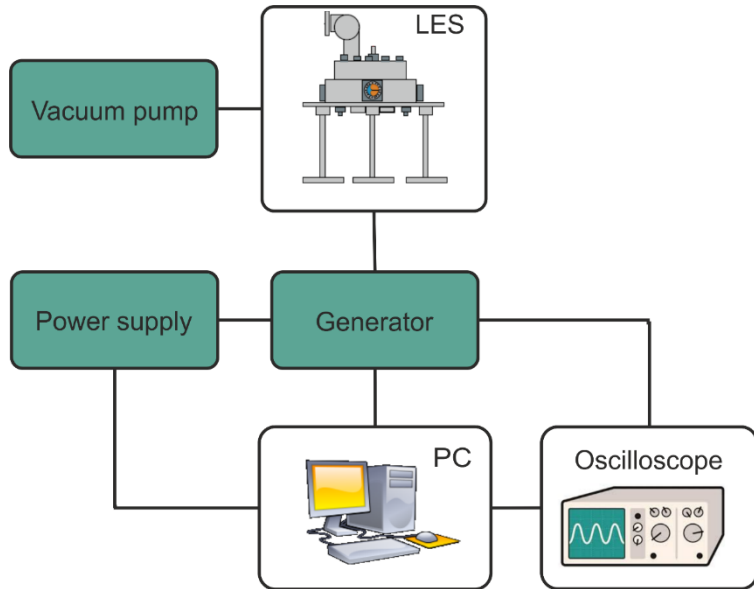 LES
Vacuum pump
Power supply
Generator
PC
Oscilloscope